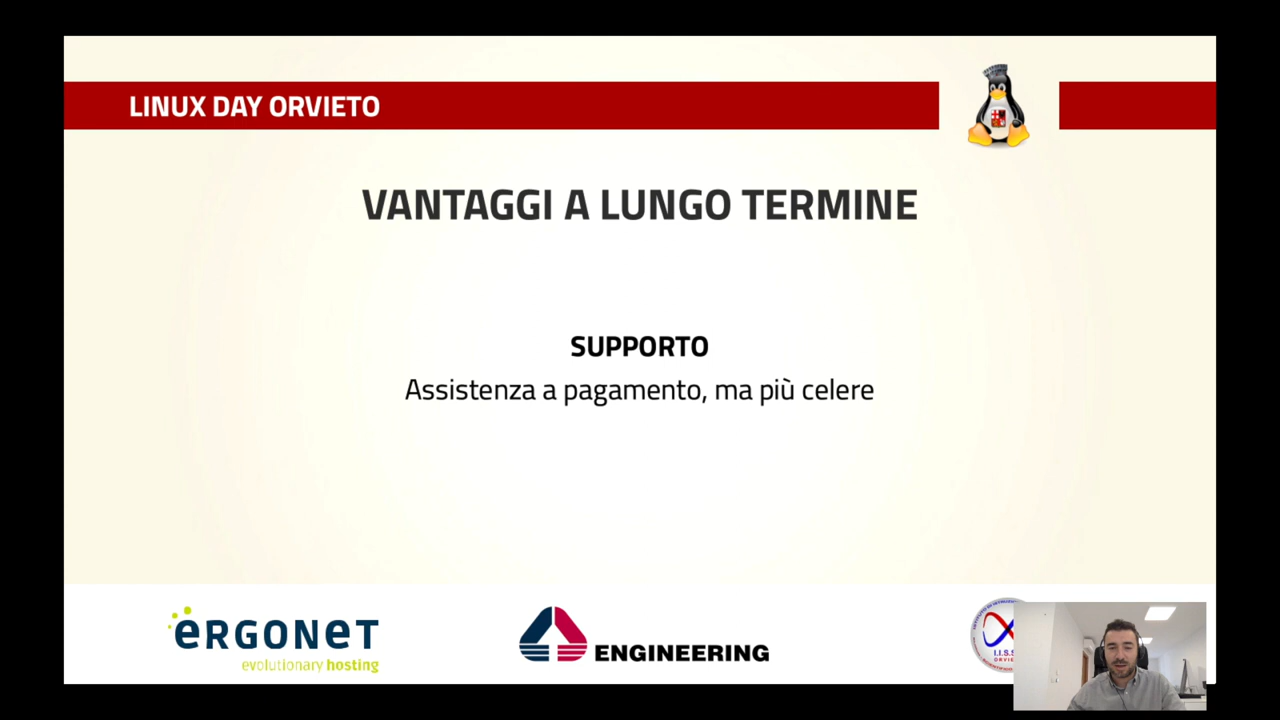 LINUX DAY ORVIETO
VANTAGGI A LUNGO TERMINE
SUPPORTO
Assistenza a pagamento, ma più celere
eRGONeT
evolutionary hosting
ENGINEERING